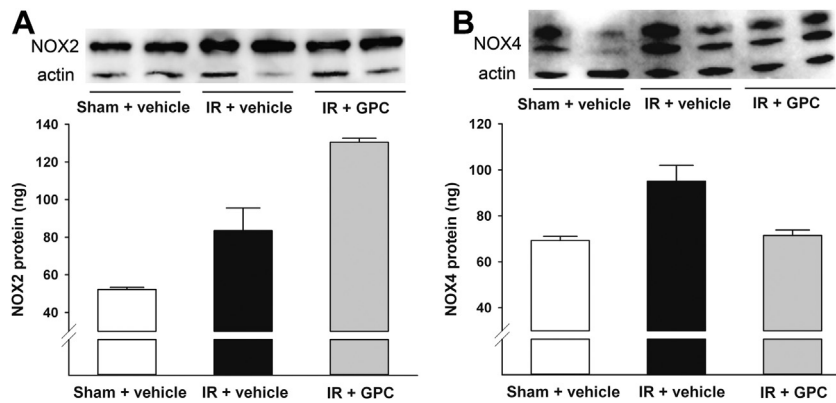 A
NOX2
actin
Sham + vehicle IR + vehicle IR + GPC
140
120
100
80
60
40
NOX2 protein (ng)
Sham + vehicle IR + vehicle IR + GPC
B
NOX4
actin
Sham + vehicle IR + vehicle IR + GPC
120
100
80
60
40
NOX4 protein (ng)
Sham + vehicle IR + vehicle IR + GPC